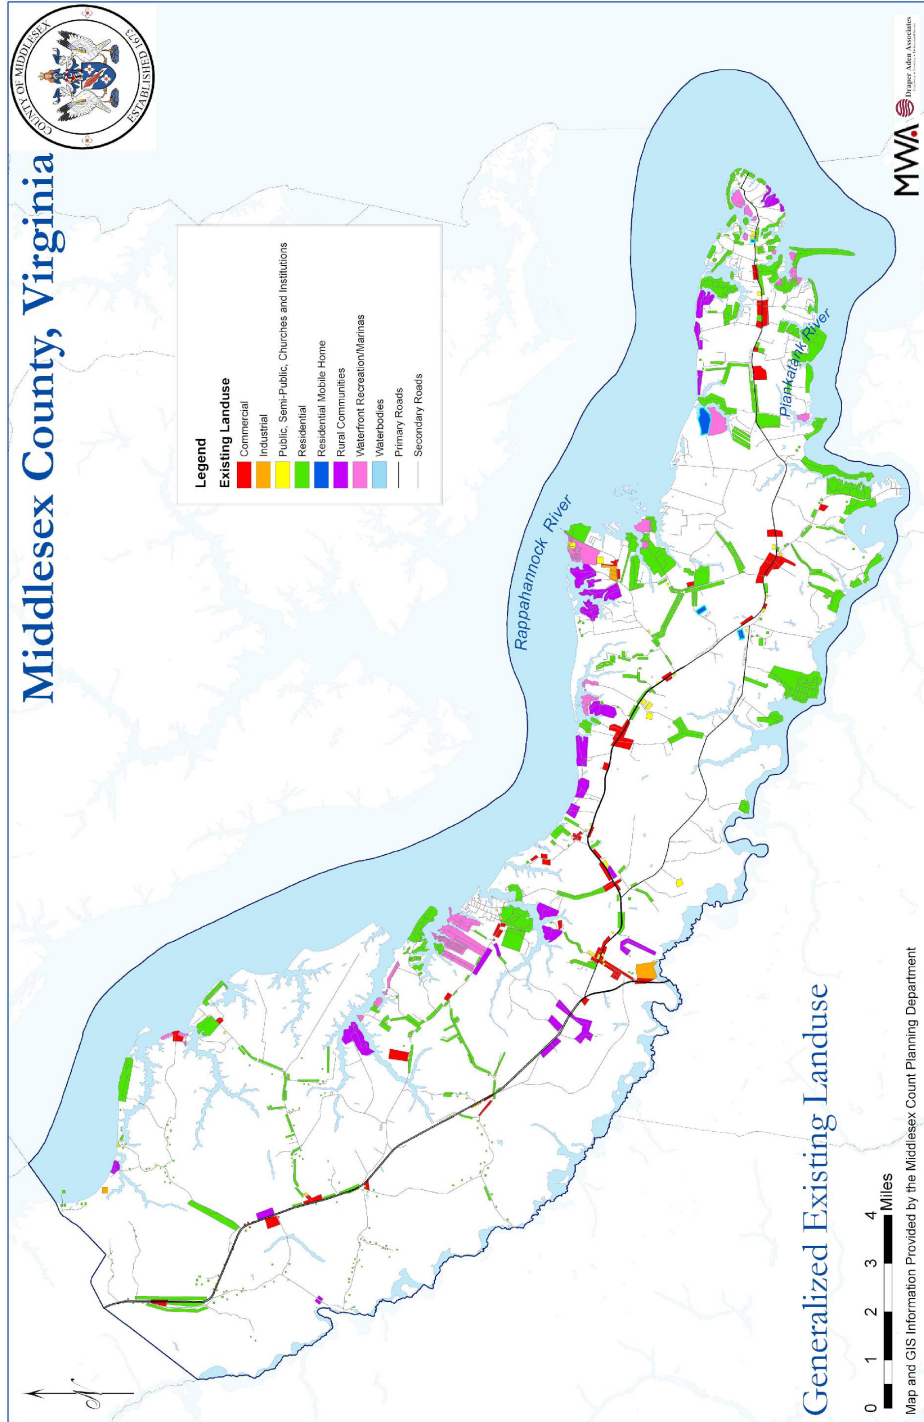 Middlesex County, Virginia
COUNTY OF MIDDLESEX
ESTABLISHED 1673
Legend
Existing Landuse
Commercial
Industrial
Public, Semi-Public, Churches and Institutions
Residential
Residential Mobile Home
Rural Communities
Waterfront Recreation/Marinas
Waterbodies
Primary Roads
Secondary Roads
Rappahannock River
Piankatank River
Generalized Existing Landuse
0 1 2 3 4
Miles
Map and GIS Information Provided by the Middlesex Count Planning Department
MWA
Draper Aden Associates